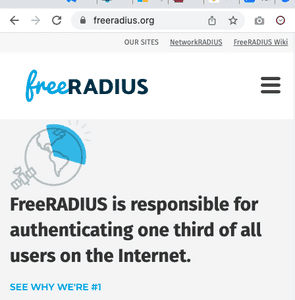 freeradius.org
OUR SITES NetworkRADIUS FreeRADIUS Wiki
freeRADIUS
FreeRADIUS is responsible for
authenticating one third of all
users on the Internet.
SEE WHY WE'RE #1